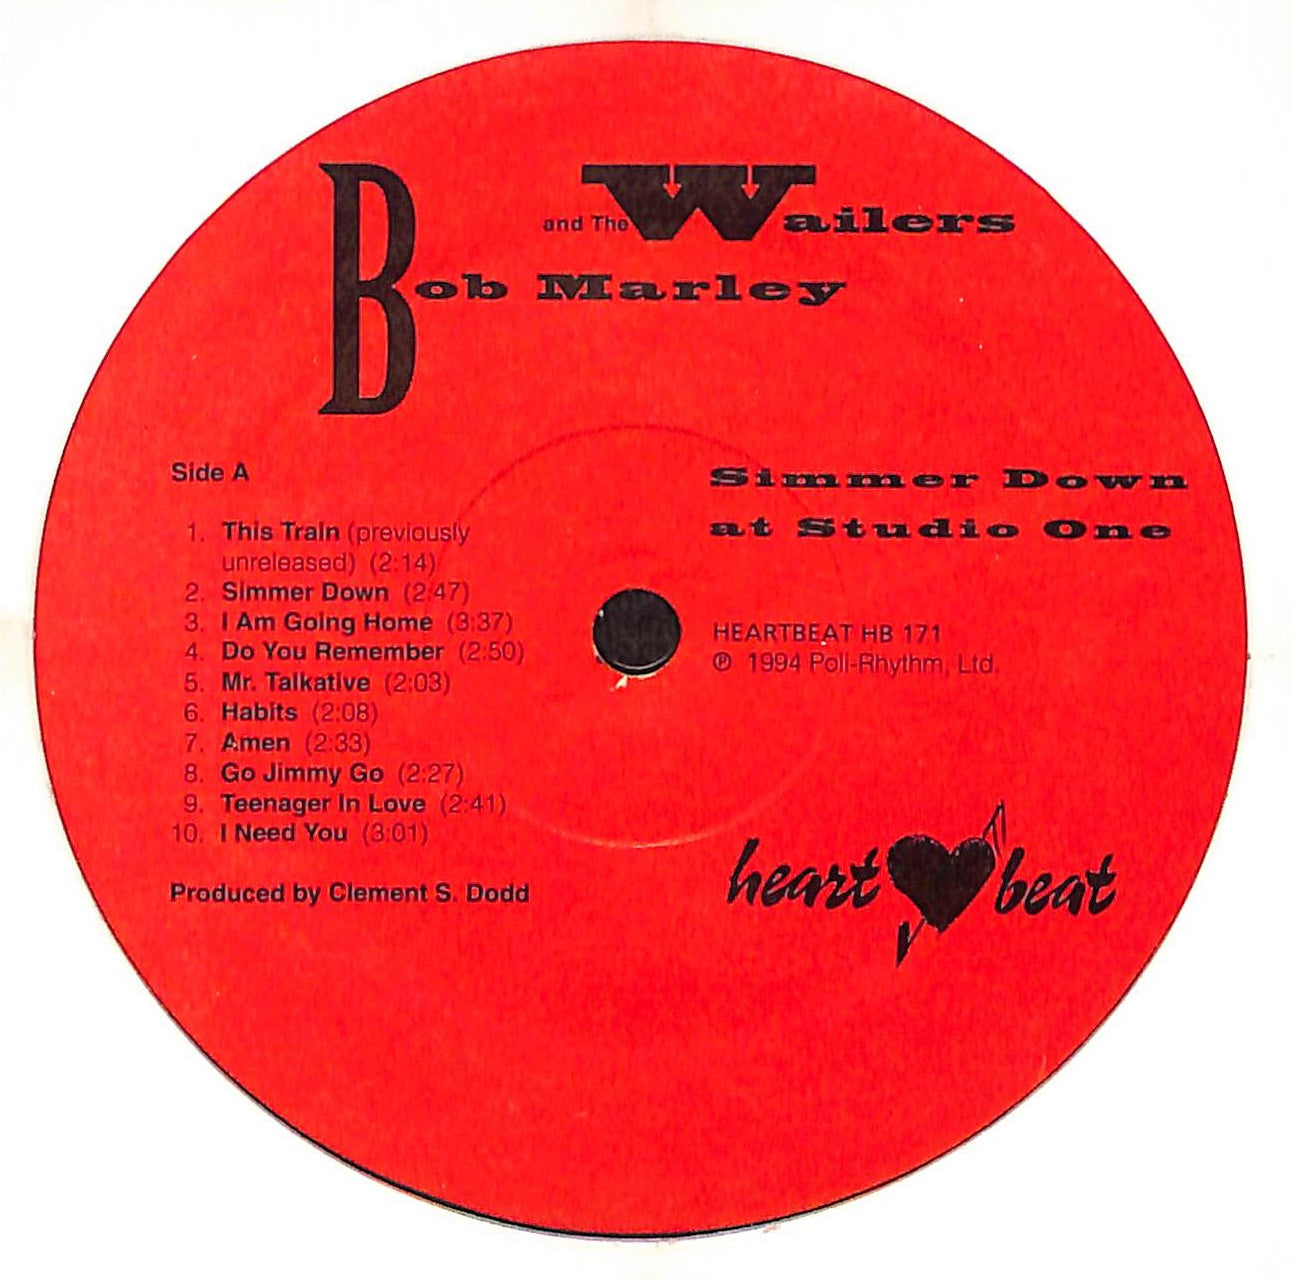 and The Wailers
Bob Marley
Side A
1. This Train (previously
unreleased) (2:14)
2. Simmer Down (2:47)
3. I Am Going Home (3:37)
4. Do You Remember (2:50)
5. Mr. Talkative (2:03)
6. Habits (2:08)
7. Amen (2:33)
8. Go Jimmy Go (2:27)
9. Teenager In Love (2:41)
10. I Need You (3:01)
Produced by Clement S. Dodd
Simmer Down
at Studio One
HEARTBEAT HB 171
℗ 1994 Poli-Rhythm, Ltd.
heart beat